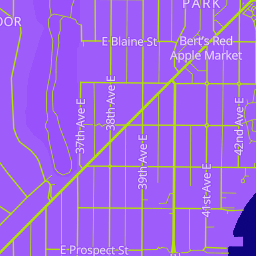 PARK
E Blaine St
Bert's Red
Apple Market
37th Ave E
38th Ave E
39th Ave E
41st Ave E
42nd Ave E
E Prospect St